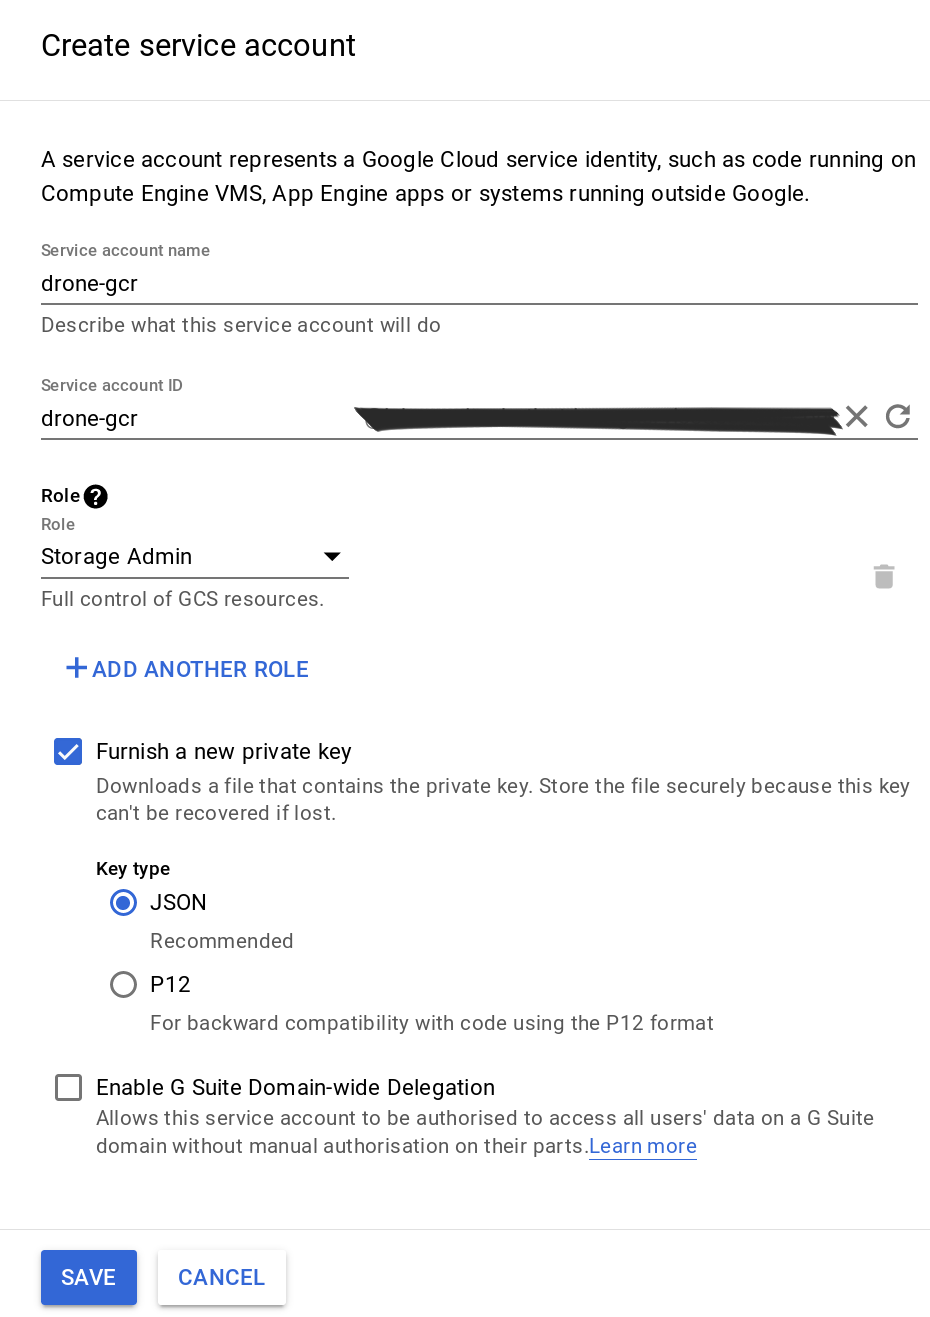 Create service account
A service account represents a Google Cloud service identity, such as code running on
Compute Engine VMS, App Engine apps or systems running outside Google.
Service account name
drone-gcr
Describe what this service account will do
Service account ID
drone-gcr
Role
Role
Storage Admin
Full control of GCS resources.
ADD ANOTHER ROLE
Furnish a new private key
Downloads a file that contains the private key. Store the file securely because this key
can't be recovered if lost.
Key type
JSON
Recommended
P12
For backward compatibility with code using the P12 format
Enable G Suite Domain-wide Delegation
Allows this service account to be authorised to access all users' data on a G Suite
domain without manual authorisation on their parts.Learn more
SAVE CANCEL